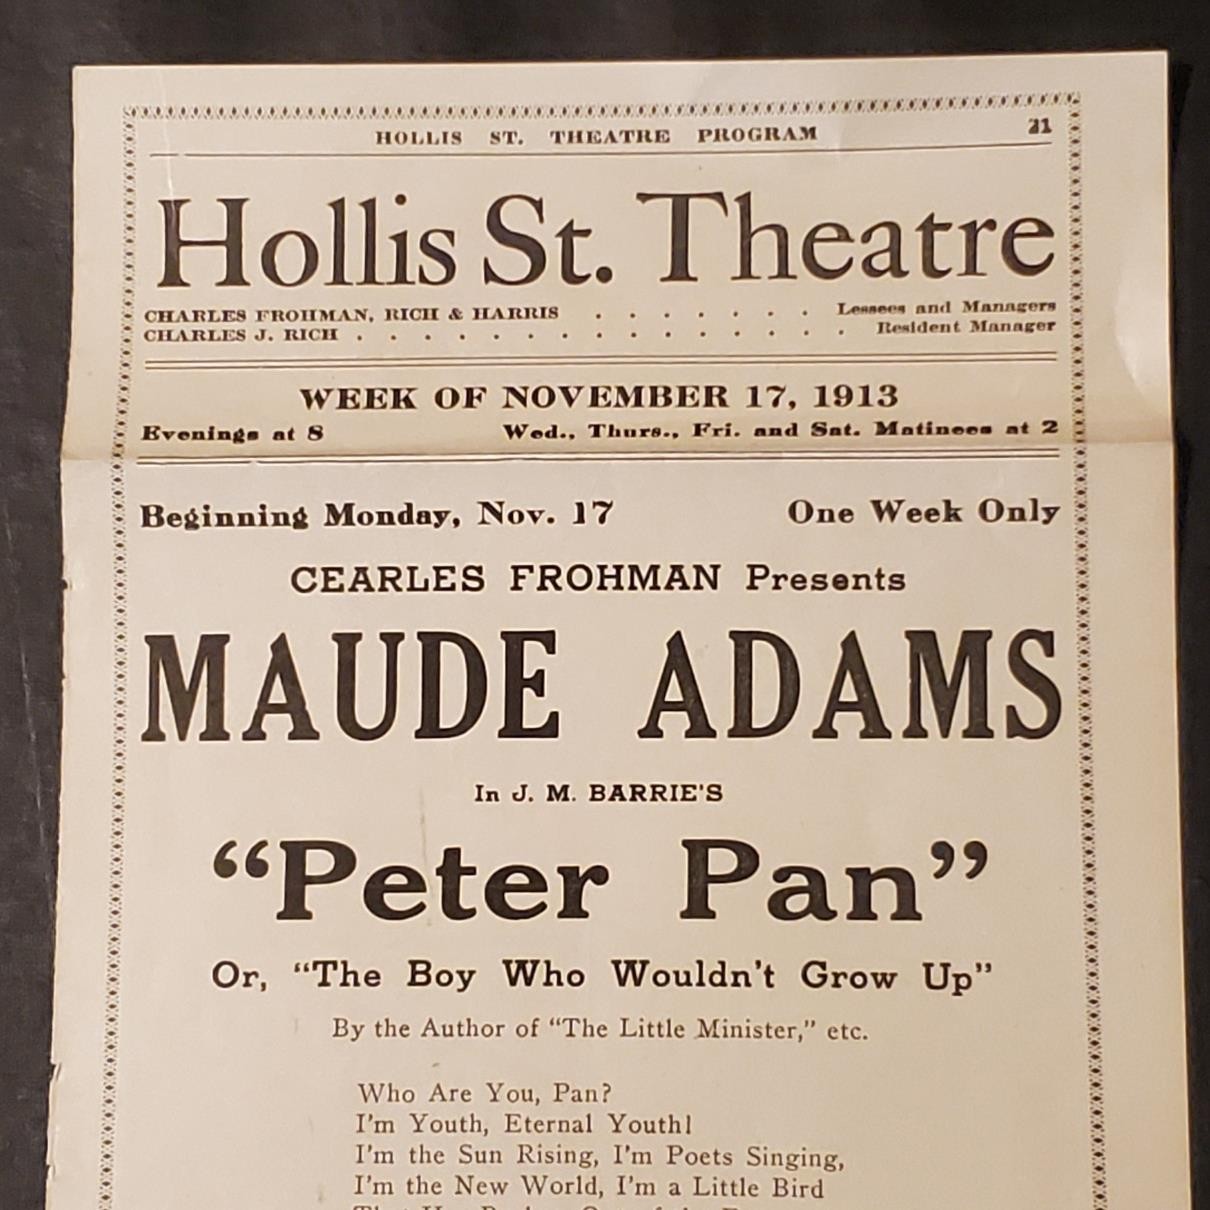 HOLLIS ST. THEATRE PROGRAM 21
Hollis St. Theatre
CHARLES FROHMAN, RICH & HARRIS . . . . . . . Lessees and Managers
CHARLES J. RICH . . . . . . . . . . . . . . . Resident Manager
WEEK OF NOVEMBER 17, 1913
Evenings at 8 Wed., Thurs., Fri. and Sat. Matinees at 2
Beginning Monday, Nov. 17 One Week Only
CEARLES FROHMAN Presents
MAUDE ADAMS
In J. M. BARRIE'S
“Peter Pan”
Or, “The Boy Who Wouldn't Grow Up”
By the Author of “The Little Minister,” etc.
Who Are You, Pan?
I'm Youth, Eternal Youth!
I'm the Sun Rising, I'm Poets Singing,
I'm the New World, I'm a Little Bird